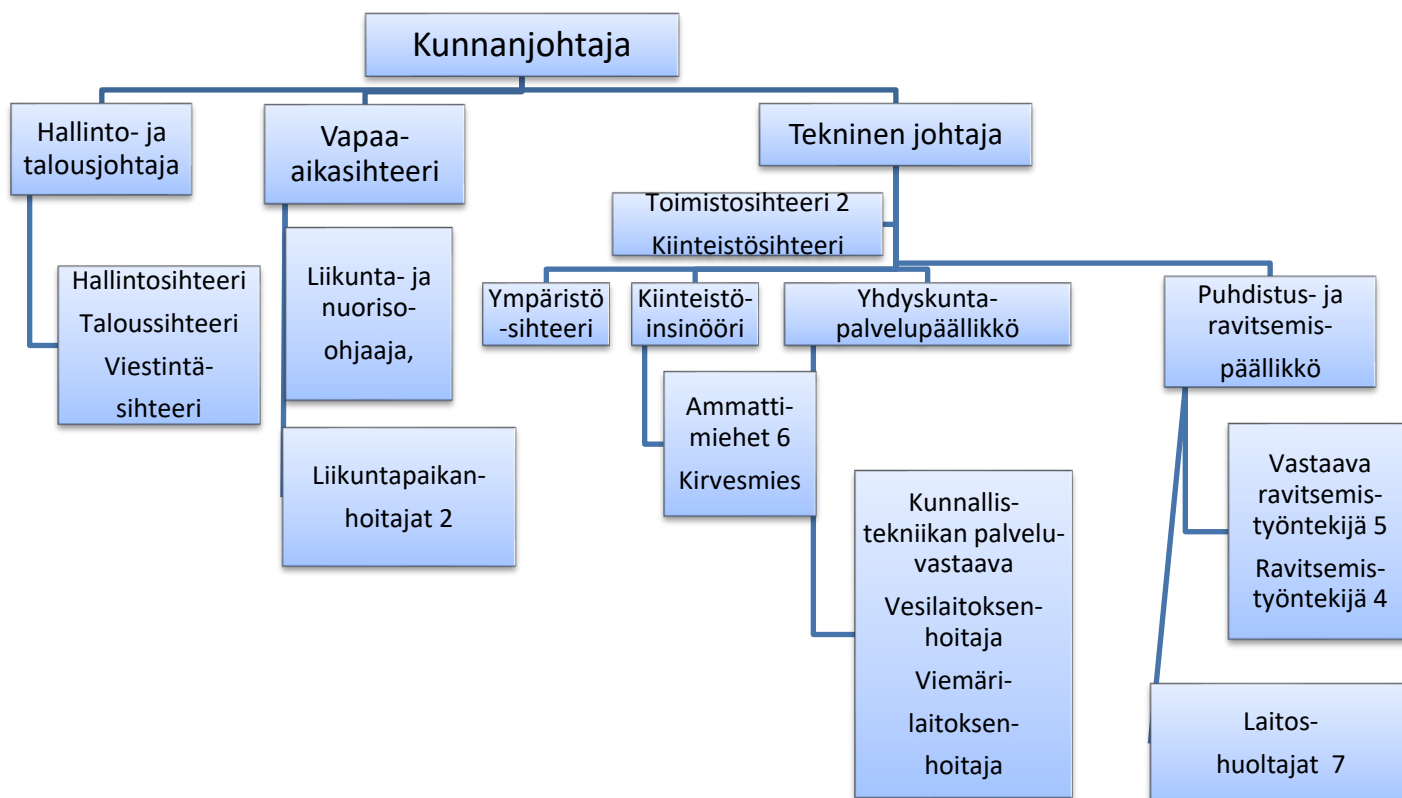 Kunnanjohtaja
Hallinto- ja
talousjohtaja
Vapaa-
aikasihteeri
Tekninen johtaja
Toimistosihteeri 2
Kiinteistösihteeri
Hallintosihteeri
Taloussihteeri
Viestintä-
sihteeri
Liikunta- ja
nuoriso-
ohjaaja,
Liikuntapaikan-
hoitajat 2
Ympäristö
-sihteeri
Kiinteistö-
insinööri
Yhdyskunta-
palvelupäällikkö
Puhdistus- ja
ravitsemis-
päällikkö
Ammatti-
miehet 6
Kirvesmies
Kunnallis-
tekniikan palvelu-
vastaava
Vesilaitoksen-
hoitaja
Viemäri-
laitoksen-
hoitaja
Vastaava
ravitsemis-
työntekijä 5
Ravitsemis-
työntekijä 4
Laitos-
huoltajat 7